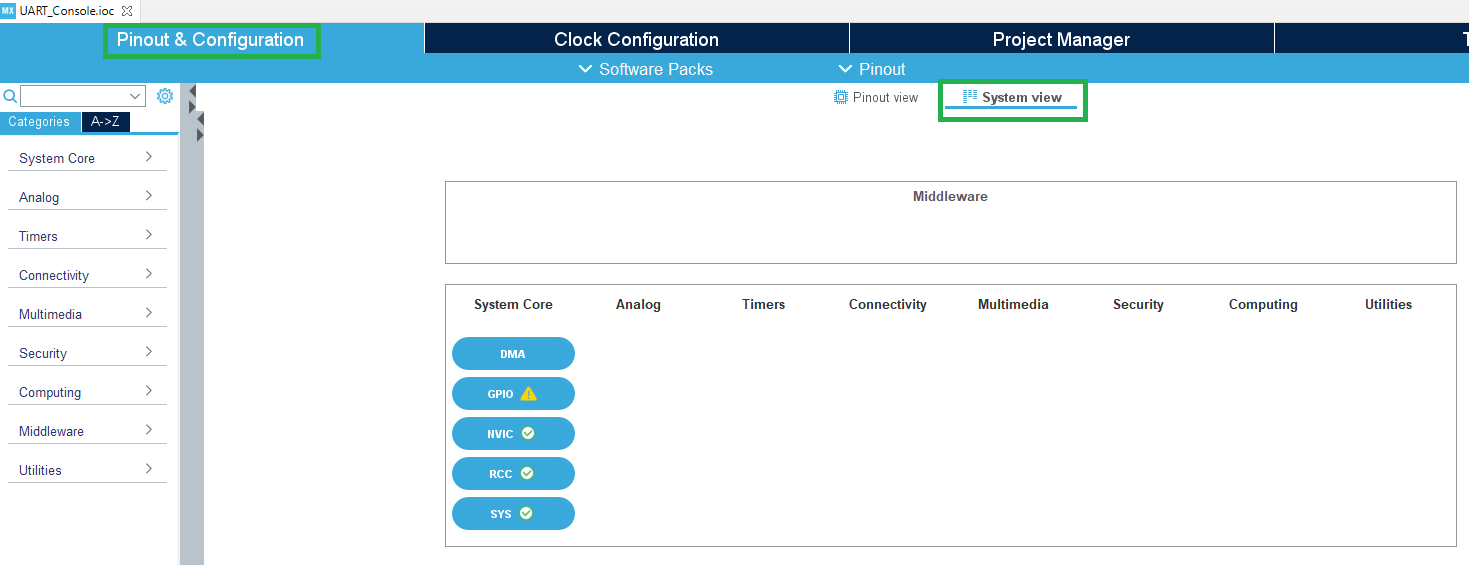 MX UART_Console.ioc
Pinout & Configuration Clock Configuration Project Manager T
Software Packs Pinout
Pinout view System view
Categories A->Z
System Core
Analog
Timers
Connectivity
Multimedia
Security
Computing
Middleware
Utilities
Middleware
System Core Analog Timers Connectivity Multimedia Security Computing Utilities
DMA
GPIO
NVIC
RCC
SYS